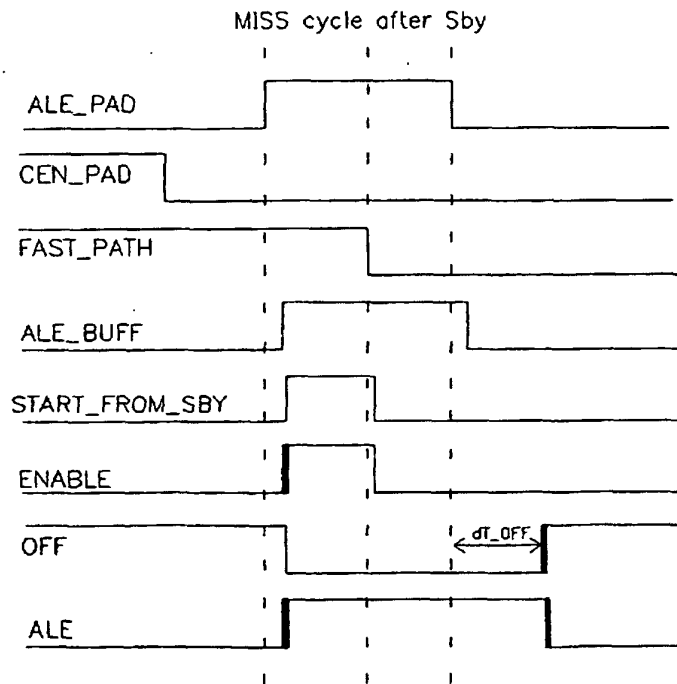 MISS cycle after Sby
ALE_PAD
CEN_PAD
FAST_PATH
ALE_BUFF
START_FROM_SBY
ENABLE
OFF
dT_OFF
ALE